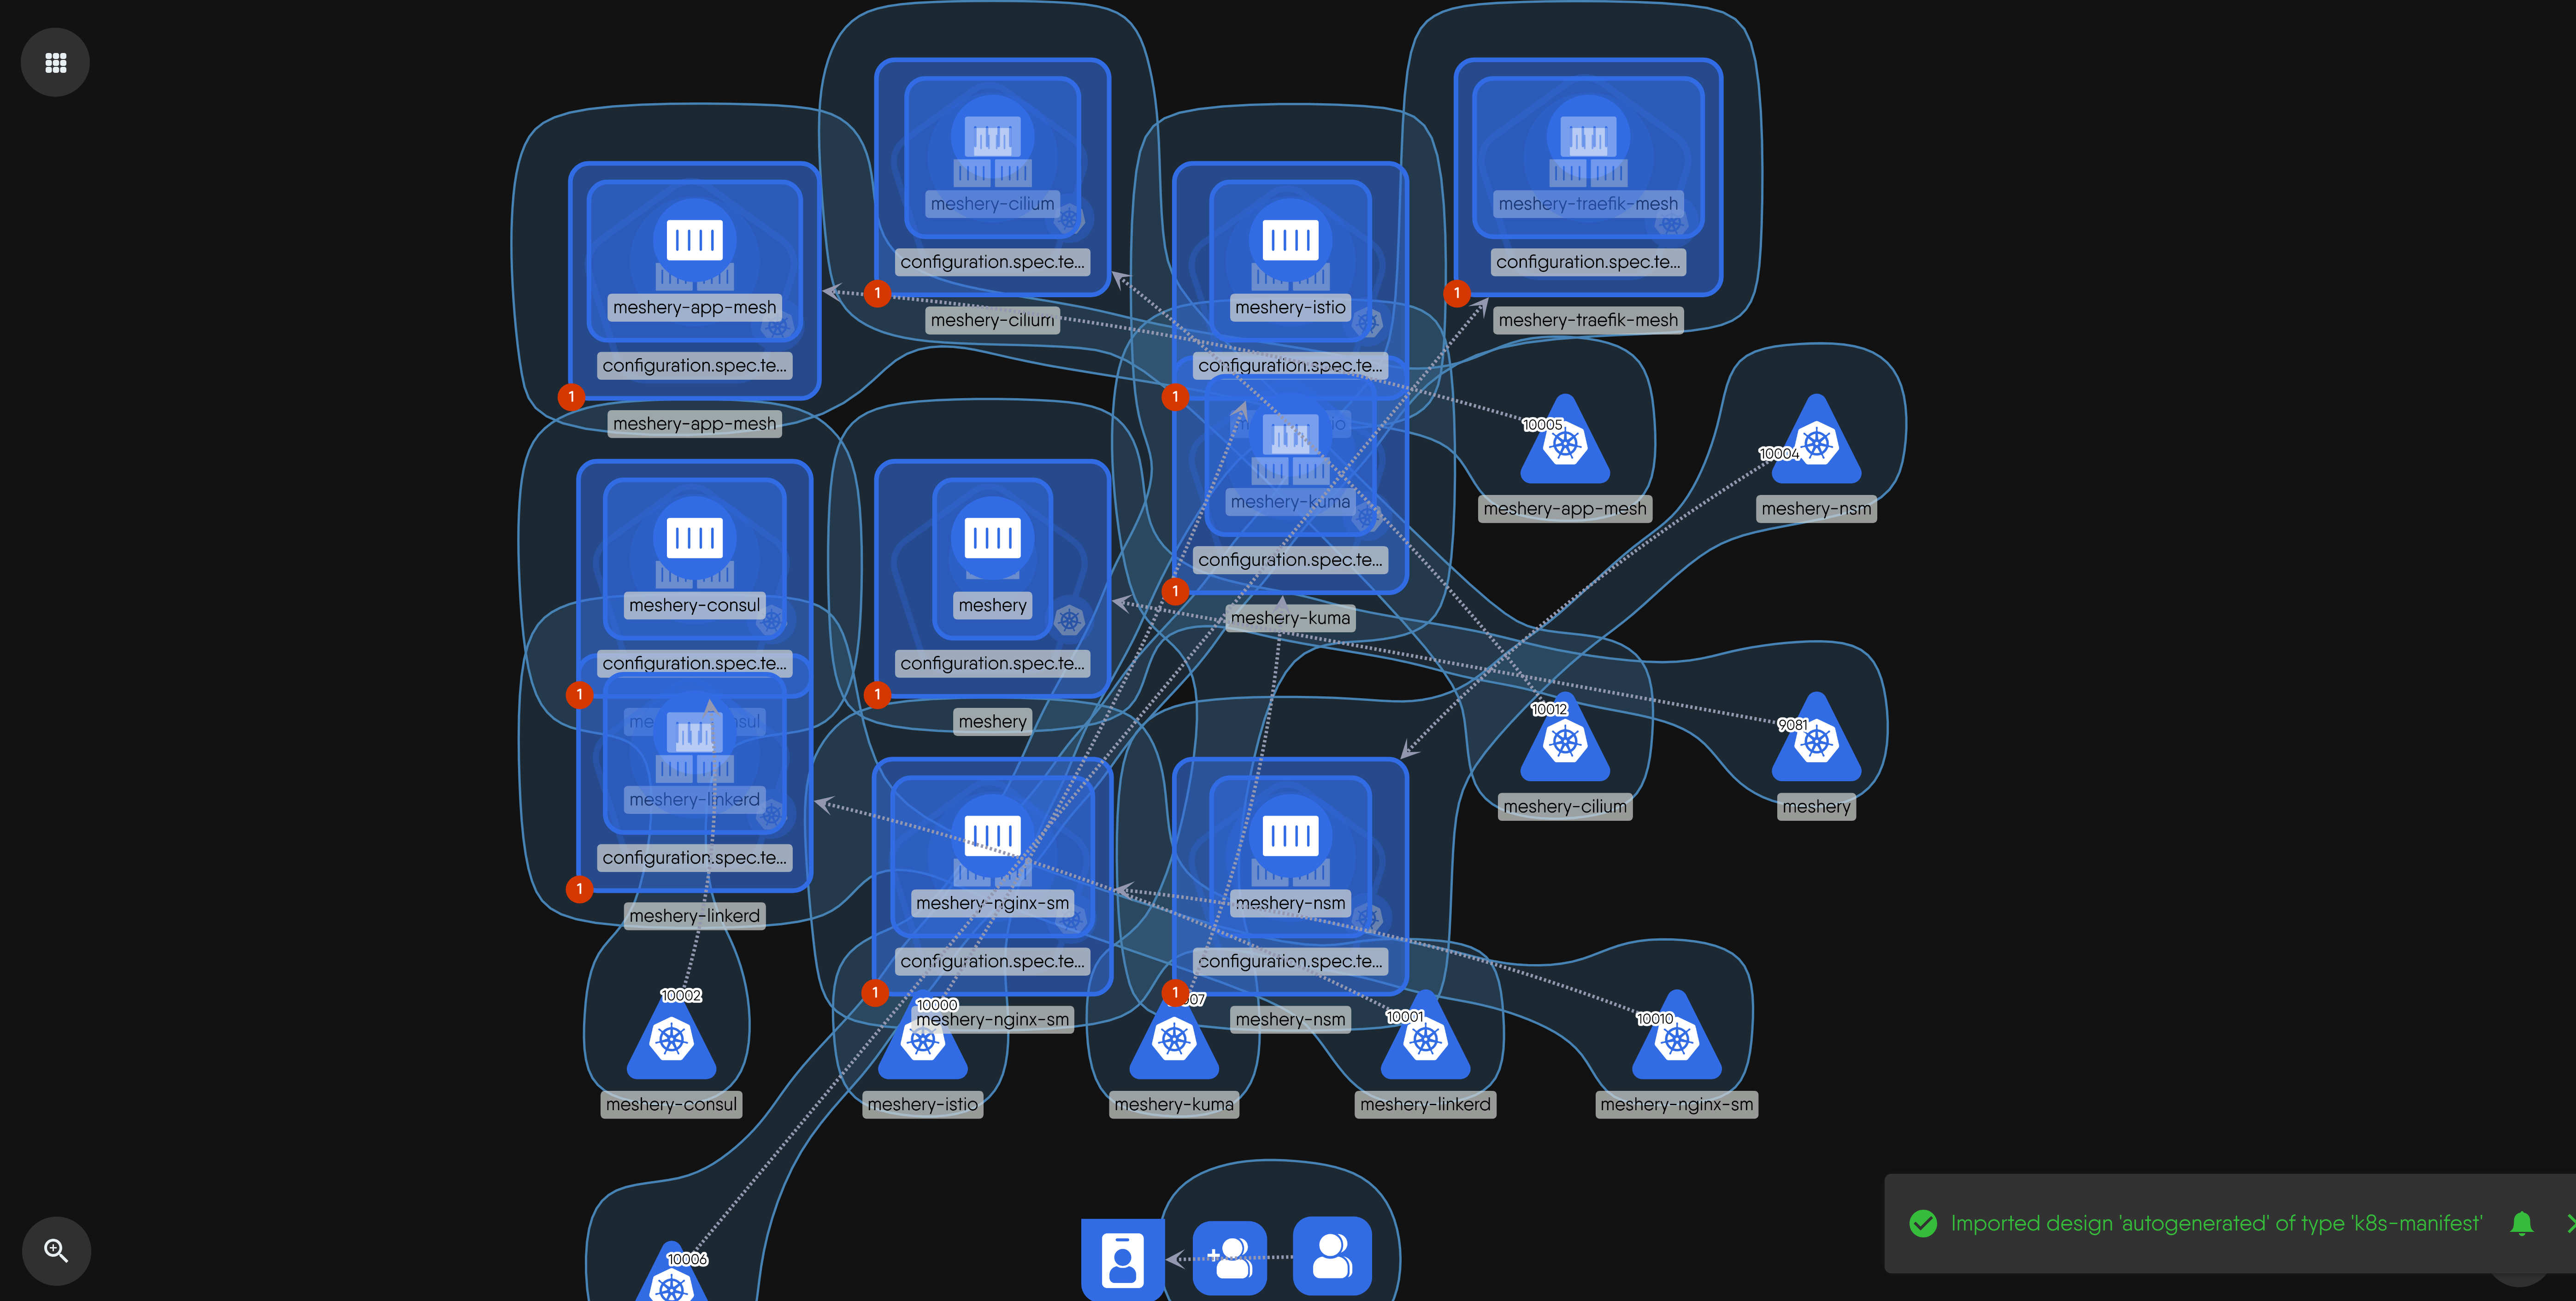 meshery-cilium
configuration.spec.te...
1
meshery-cilium
meshery-traefik-mesh
configuration.spec.te...
1
meshery-traefik-mesh
meshery-app-mesh
configuration.spec.te...
1
meshery-app-mesh
meshery-istio
configuration.spec.te...
1
meshery-kuma
configuration.spec.te...
1
meshery-kuma
10005
meshery-app-mesh
10004
meshery-nsm
meshery-consul
configuration.spec.te...
1
meshery
configuration.spec.te...
1
meshery
meshery-linkerd
configuration.spec.te...
1
meshery-linkerd
10012
meshery-cilium
9081
meshery
meshery-nginx-sm
configuration.spec.te...
1
meshery-nginx-sm
meshery-nsm
configuration.spec.te...
1
meshery-nsm
10002
meshery-consul
10000
meshery-istio
meshery-kuma
10001
meshery-linkerd
10010
meshery-nginx-sm
10006
Imported design 'autogenerated' of type 'k8s-manifest'